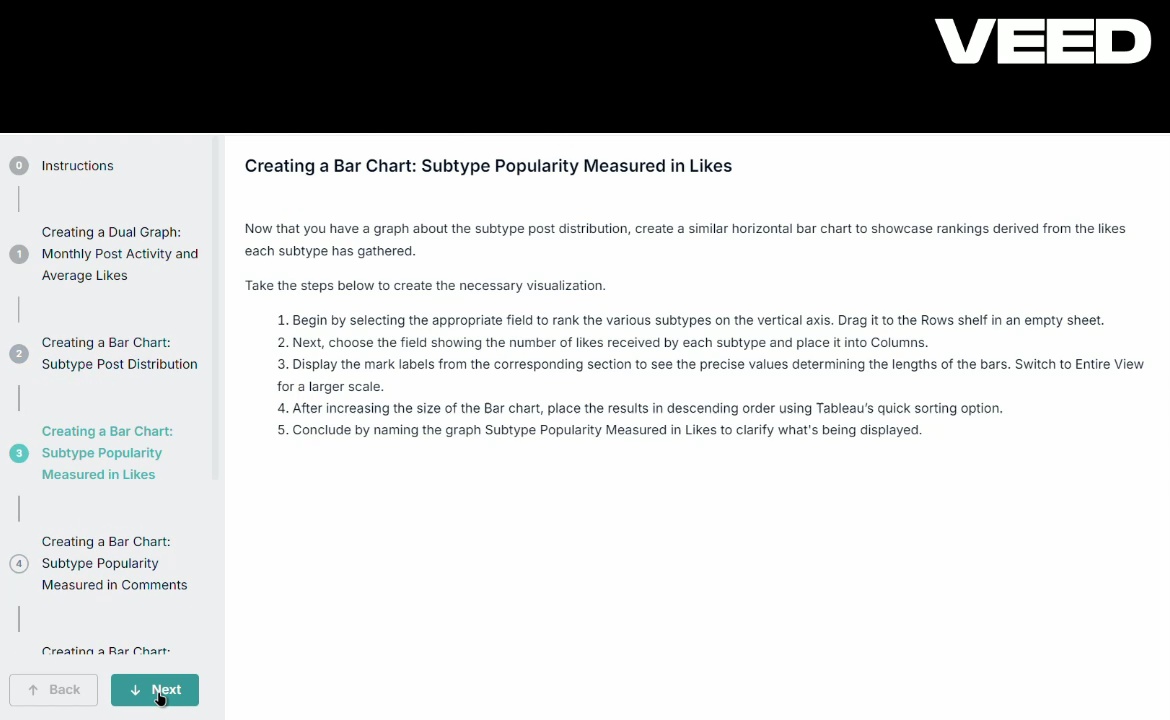 VEED
0 Instructions
Creating a Dual Graph:
1 Monthly Post Activity and
Average Likes
Creating a Bar Chart:
2 Subtype Post Distribution
Creating a Bar Chart:
3 Subtype Popularity
Measured in Likes
Creating a Bar Chart:
4 Subtype Popularity
Measured in Comments
Creating a Bar Chart:
Back
Next
Creating a Bar Chart: Subtype Popularity Measured in Likes
Now that you have a graph about the subtype post distribution, create a similar horizontal bar chart to showcase rankings derived from the likes
each subtype has gathered.
Take the steps below to create the necessary visualization.
1. Begin by selecting the appropriate field to rank the various subtypes on the vertical axis. Drag it to the Rows shelf in an empty sheet.
2. Next, choose the field showing the number of likes received by each subtype and place it into Columns.
3. Display the mark labels from the corresponding section to see the precise values determining the lengths of the bars. Switch to Entire View
for a larger scale.
4. After increasing the size of the Bar chart, place the results in descending order using Tableau's quick sorting option.
5. Conclude by naming the graph Subtype Popularity Measured in Likes to clarify what's being displayed.